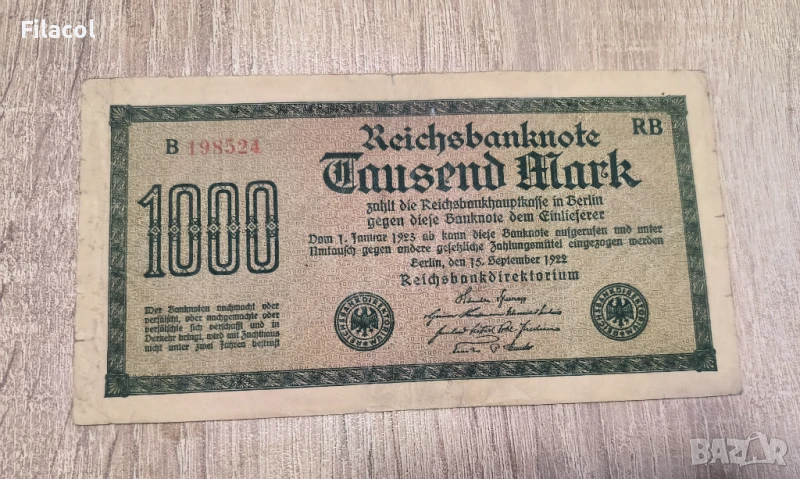 Filacol
B 198524
RB
Reichsbanknote
Tausend Mark
zahlt die Reichsbankhauptkasse in Berlin
gegen diese Banknote dem Einlieferer
Vom 1. Januar 1923 ab kann diese Banknote aufgerufen und unter
Umtausch gegen andere gesetzliche Zahlungsmittel eingezogen werden
Berlin, den 15. September 1922
Reichsbankdirektorium
1000
Wer Banknoten nachmacht oder
verfälscht, oder nachgemachte oder
verfälschte sich verschafft und in
Verkehr bringt, wird mit Zuchthaus
nicht unter zwei Jahren bestraft
REICHSBANKDIREKTORIUM
REICHSBANKDIREKTORIUM
BAZAR